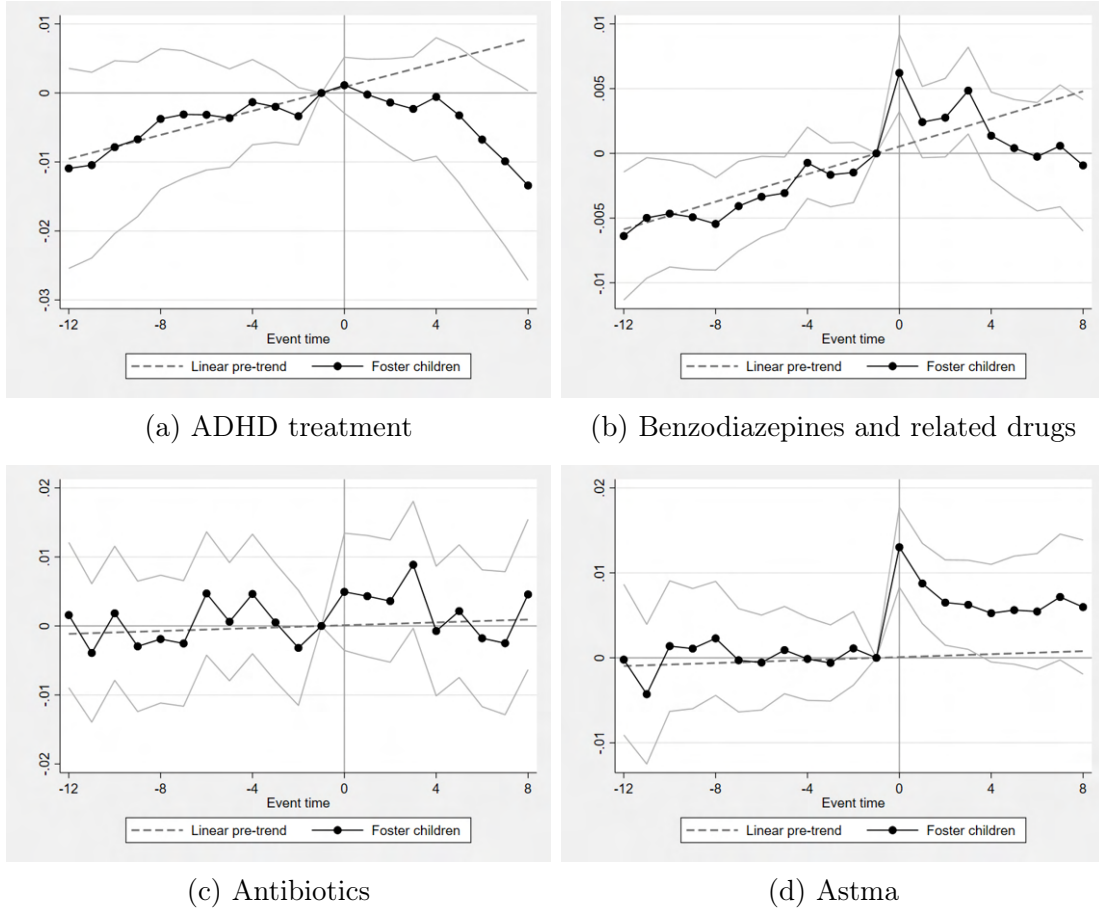 .01
0
.01
-.02
-.03
-12
-8
-4
0
4
8
Event time
Linear pre-trend
Foster children
(a) ADHD treatment
.01
.005
0
-.005
-.01
-12
-8
-4
0
4
8
Event time
Linear pre-trend
Foster children
(b) Benzodiazepines and related drugs
.02
.01
0
-.01
-.02
-12
-8
-4
0
4
8
Event time
Linear pre-trend
Foster children
(c) Antibiotics
.02
.01
0
-.01
-12
-8
-4
0
4
8
Event time
Linear pre-trend
Foster children
(d) Astma